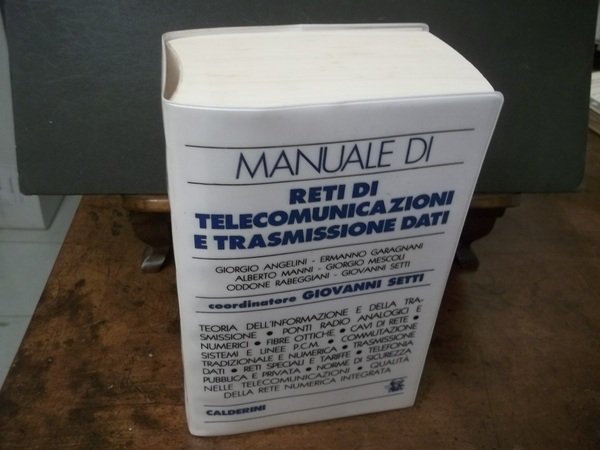 MANUALE DI
RETI DI
TELECOMUNICAZIONI
E TRASMISSIONE DATI
GIORGIO ANGELINI - ERMANNO GARAGNANI
ALBERTO MANNI - GIORGIO MESCOLI
ODDONE RABEGGIANI - GIOVANNI SETTI
coordinatore GIOVANNI SETTI
TEORIA DELL'INFORMAZIONE E DELLA TRA-
SMISSIONE • PONTI RADIO ANALOGICI E
NUMERICI • FIBRE OTTICHE • CAVI DI RETE •
SISTEMI E LINEE P.C.M. • COMMUTAZIONE
TRADIZIONALE E NUMERICA • TRASMISSIONE
DATI • RETI SPECIALI E TARIFFE • TELEFONIA
PUBBLICA E PRIVATA • NORME DI SICUREZZA
NELLE TELECOMUNICAZIONI • QUALITÀ
DELLA RETE NUMERICA INTEGRATA
CALDERINI